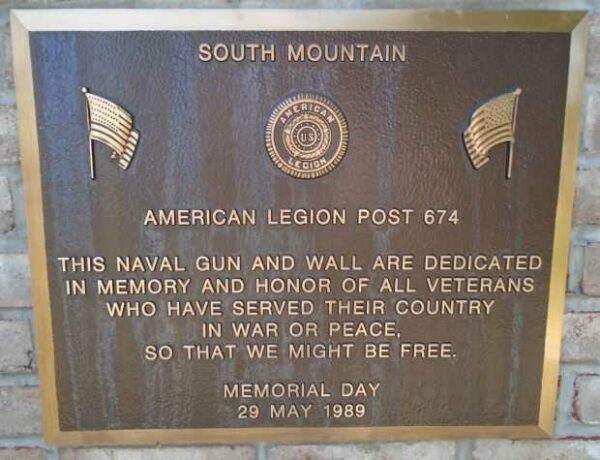 SOUTH MOUNTAIN
AMERICAN
US
LEGION
AMERICAN LEGION POST 674
THIS NAVAL GUN AND WALL ARE DEDICATED
IN MEMORY AND HONOR OF ALL VETERANS
WHO HAVE SERVED THEIR COUNTRY
IN WAR OR PEACE,
SO THAT WE MIGHT BE FREE.
MEMORIAL DAY
29 MAY 1989